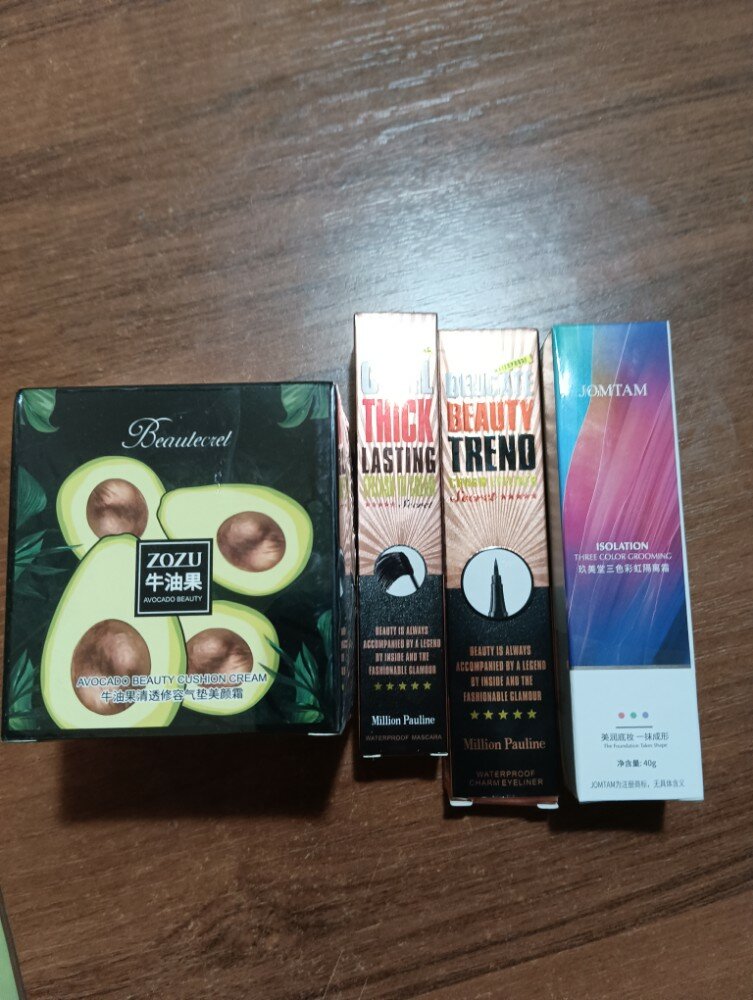 Beautecret
ZOZU
牛油果
AVOCADO BEAUTY
AVOCADO BEAUTY CUSHION CREAM
牛油果清透修容气垫美颜霜
THICK
LASTING
Secret
BEAUTY IS ALWAYS
ACCOMPANIED BY A LEGEND
BY INSIDE AND THE
FASHIONABLE GLAMOUR
Million Pauline
WATERPROOF MASCARA
DELICATE
BEAUTY
TREND
Secret
BEAUTY IS ALWAYS
ACCOMPANIED BY A LEGEND
BY INSIDE AND THE
FASHIONABLE GLAMOUR
Million Pauline
WATERPROOF
CHARM EYELINER
JOMTAM
ISOLATION
THREE COLOR GROOMING
玖美堂三色彩虹隔离霜
美润底妆 一抹成形
The Foundation Takes Shape
净含量: 40g
JOMTAM为注册商标，无具体含义